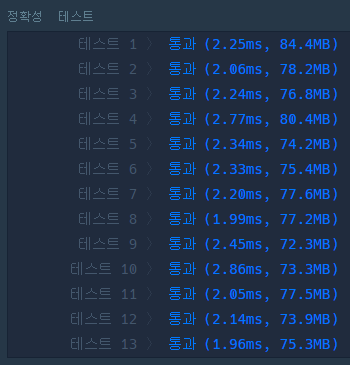 정확성 테스트
테스트 1 〉 통과 (2.25ms, 84.4MB)
테스트 2 〉 통과 (2.06ms, 78.2MB)
테스트 3 〉 통과 (2.24ms, 76.8MB)
테스트 4 〉 통과 (2.77ms, 80.4MB)
테스트 5 〉 통과 (2.34ms, 74.2MB)
테스트 6 〉 통과 (2.33ms, 75.4MB)
테스트 7 〉 통과 (2.20ms, 77.6MB)
테스트 8 〉 통과 (1.99ms, 77.2MB)
테스트 9 〉 통과 (2.45ms, 72.3MB)
테스트 10 〉 통과 (2.86ms, 73.3MB)
테스트 11 〉 통과 (2.05ms, 77.5MB)
테스트 12 〉 통과 (2.14ms, 73.9MB)
테스트 13 〉 통과 (1.96ms, 75.3MB)